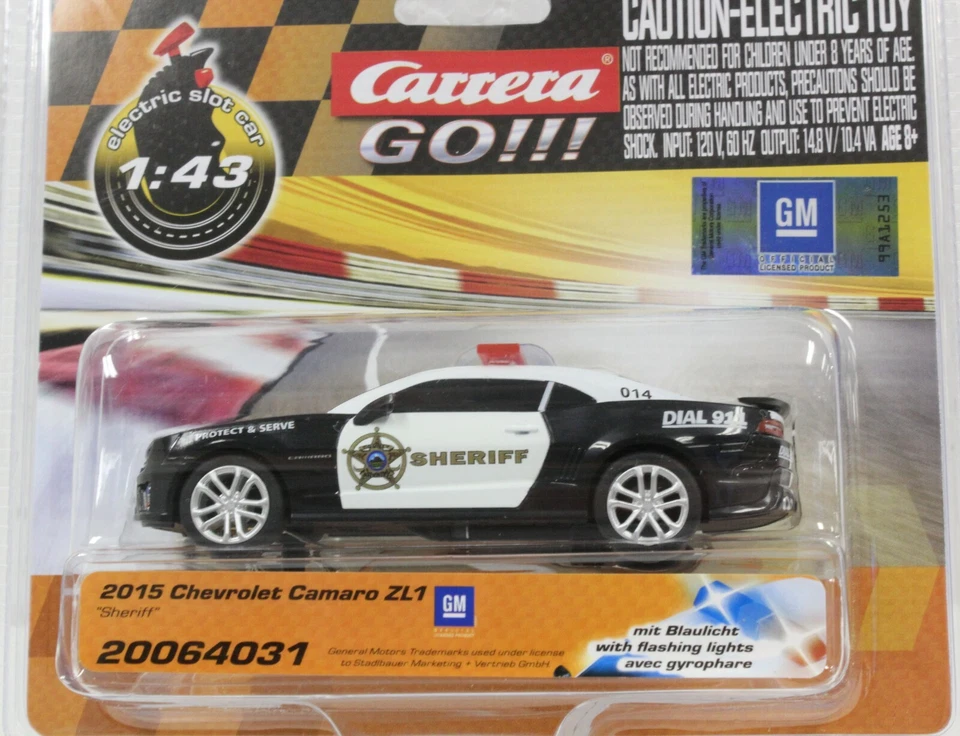 electric slot car
1:43
Carrera®
GO!!!
CAUTION-ELECTRIC TOY
NOT RECOMMENDED FOR CHILDREN UNDER 8 YEARS OF AGE.
AS WITH ALL ELECTRIC PRODUCTS, PRECAUTIONS SHOULD BE
OBSERVED DURING HANDLING AND USE TO PREVENT ELECTRIC
SHOCK. INPUT: 120 V, 60 HZ OUTPUT: 14.8 V / 10.4 VA AGE 8+
GM
OFFICIAL
LICENSED PRODUCT
014
DIAL 911
PROTECT & SERVE
SHERIFF
2015 Chevrolet Camaro ZL1
"Sheriff"
GM
20064031
General Motors Trademarks used under license
to Stadlbauer Marketing + Vertrieb GmbH
mit Blaulicht
with flashing lights
avec gyrophare